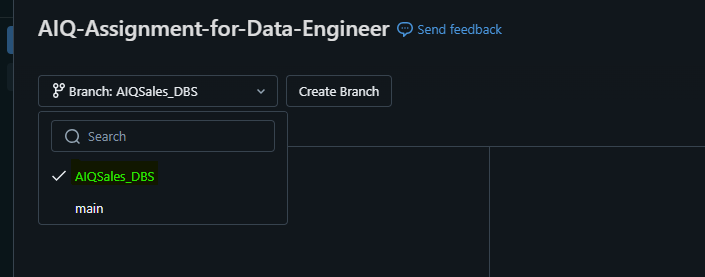 AIQ-Assignment-for-Data-Engineer Send feedback
Branch: AIQSales_DBS Create Branch
Search
AIQSales_DBS
main